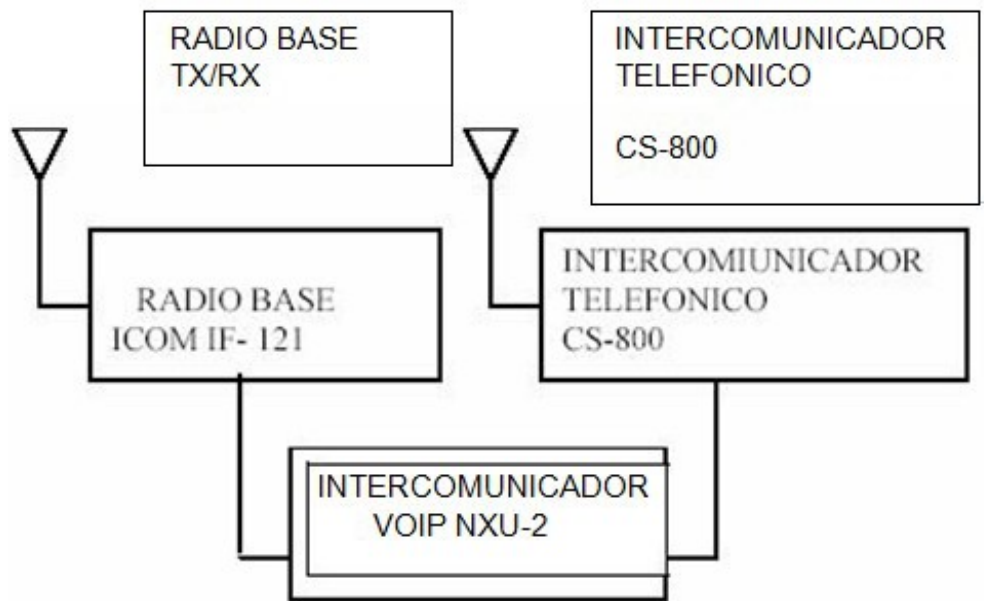 RADIO BASE
TX/RX
INTERCOMUNICADOR
TELEFONICO
CS-800
RADIO BASE
ICOM IF- 121
INTERCOMIUNICADOR
TELEFONICO
CS-800
INTERCOMUNICADOR
VOIP NXU-2